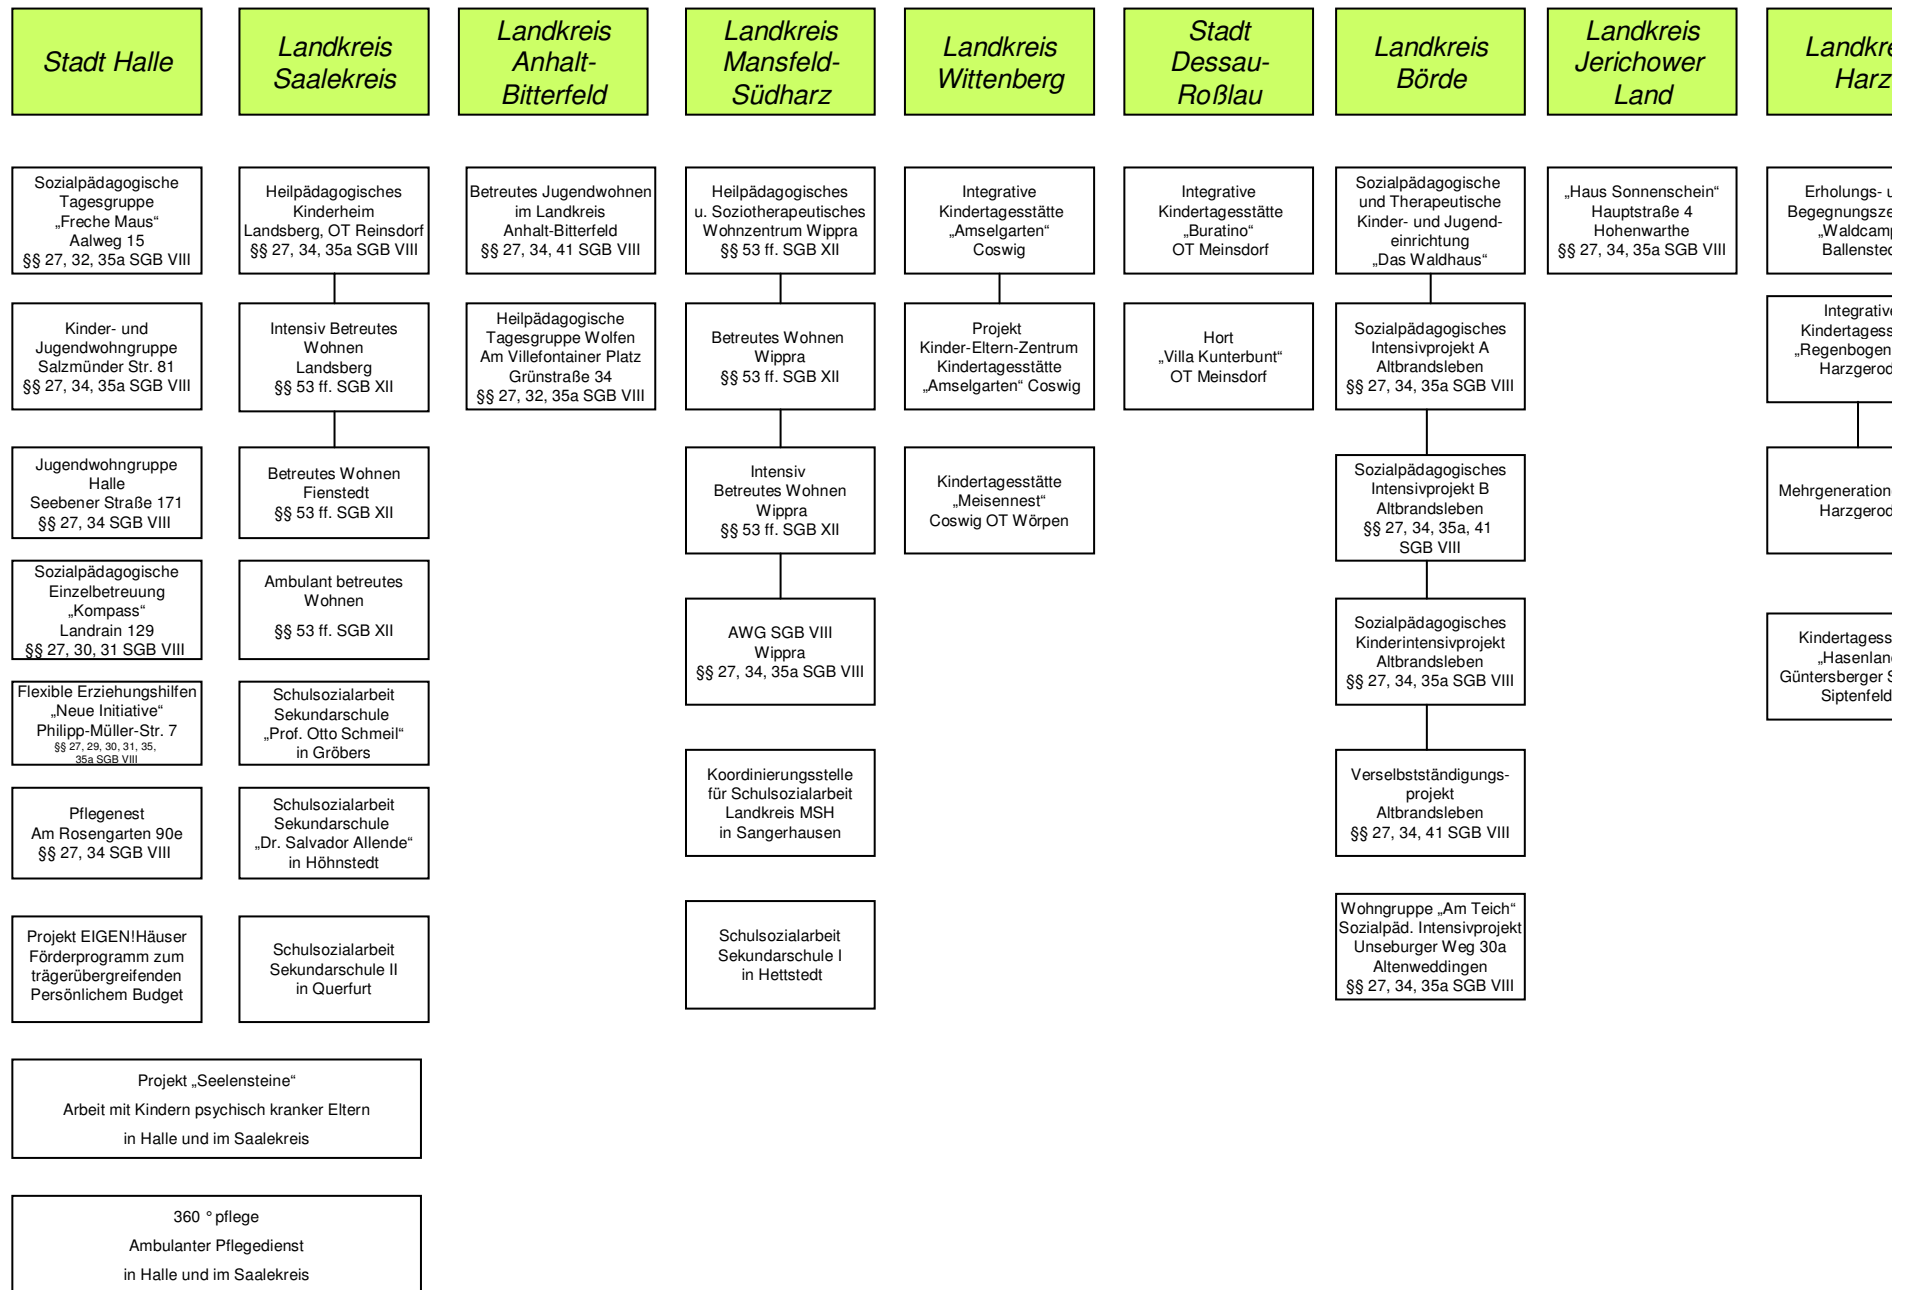 Stadt Halle
Sozialpädagogische
Tagesgruppe
„Freche Maus“
Aalweg 15
§§ 27, 32, 35a SGB VIII
Kinder- und
Jugendwohngruppe
Salzmünder Str. 81
§§ 27, 34, 35a SGB VIII
Jugendwohngruppe
Halle
Seebener Straße 171
§§ 27, 34 SGB VIII
Sozialpädagogische
Einzelbetreuung
„Kompass“
Landrain 129
§§ 27, 30, 31 SGB VIII
Flexible Erziehungshilfen
„Neue Initiative“
Philipp-Müller-Str. 7
§§ 27, 29, 30, 31, 35,
35a SGB VIII
Pflegenest
Am Rosengarten 90e
§§ 27, 34 SGB VIII
Projekt EIGEN!Häuser
Förderprogramm zum
trägerübergreifenden
Persönlichem Budget
Landkreis
Saalekreis
Heilpädagogisches
Kinderheim
Landsberg, OT Reinsdorf
§§ 27, 34, 35a SGB VIII
Intensiv Betreutes
Wohnen
Landsberg
§§ 53 ff. SGB XII
Betreutes Wohnen
Fienstedt
§§ 53 ff. SGB XII
Ambulant betreutes
Wohnen
§§ 53 ff. SGB XII
Schulsozialarbeit
Sekundarschule
„Prof. Otto Schmeil“
in Gröbers
Schulsozialarbeit
Sekundarschule
„Dr. Salvador Allende“
in Höhnstedt
Schulsozialarbeit
Sekundarschule II
in Querfurt
Projekt „Seelensteine“
Arbeit mit Kindern psychisch kranker Eltern
in Halle und im Saalekreis
360 °pflege
Ambulanter Pflegedienst
in Halle und im Saalekreis
Landkreis
Anhalt-
Bitterfeld
Betreutes Jugendwohnen
im Landkreis
Anhalt-Bitterfeld
§§ 27, 34, 41 SGB VIII
Heilpädagogische
Tagesgruppe Wolfen
Am Villefontainer Platz
Grünstraße 34
§§ 27, 32, 35a SGB VIII
Landkreis
Mansfeld-
Südharz
Heilpädagogisches
u. Soziotherapeutisches
Wohnzentrum Wippra
§§ 53 ff. SGB XII
Betreutes Wohnen
Wippra
§§ 53 ff. SGB XII
Intensiv
Betreutes Wohnen
Wippra
§§ 53 ff. SGB XII
AWG SGB VIII
Wippra
§§ 27, 34, 35a SGB VIII
Koordinierungsstelle
für Schulsozialarbeit
Landkreis MSH
in Sangerhausen
Schulsozialarbeit
Sekundarschule I
in Hettstedt
Landkreis
Wittenberg
Integrative
Kindertagesstätte
„Amselgarten“
Coswig
Projekt
Kinder-Eltern-Zentrum
Kindertagesstätte
„Amselgarten“ Coswig
Kindertagesstätte
„Meisennest“
Coswig OT Wörpen
Stadt
Dessau-
Roßlau
Integrative
Kindertagesstätte
„Buratino“
OT Meinsdorf
Hort
„Villa Kunterbunt“
OT Meinsdorf
Landkreis
Börde
Sozialpädagogische
und Therapeutische
Kinder- und Jugend-
einrichtung
„Das Waldhaus“
Sozialpädagogisches
Intensivprojekt A
Altbrandsleben
§§ 27, 34, 35a SGB VIII
Sozialpädagogisches
Intensivprojekt B
Altbrandsleben
§§ 27, 34, 35a, 41
SGB VIII
Sozialpädagogisches
Kinderintensivprojekt
Altbrandsleben
§§ 27, 34, 35a SGB VIII
Verselbstständigungs-
projekt
Altbrandsleben
§§ 27, 34, 41 SGB VIII
Wohngruppe „Am Teich“
Sozialpäd. Intensivprojekt
Unseburger Weg 30a
Altenweddingen
§§ 27, 34, 35a SGB VIII
Landkreis
Jerichower
Land
„Haus Sonnenschein“
Hauptstraße 4
Hohenwarthe
§§ 27, 34, 35a SGB VIII
Landkre
Harz
Erholungs- u
Begegnungsze
„Waldcamp
Ballensted
Integrative
Kindertagess
„Regenbogen
Harzgerod
Mehrgeneration
Harzgerod
Kindertagess
„Hasenland
Güntersberger S
Siptenfeld